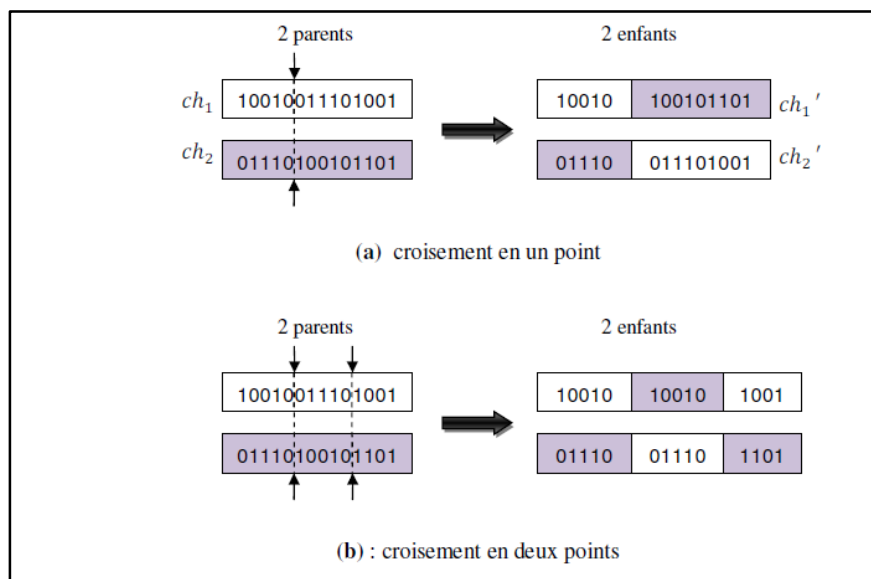 2 parents 2 enfants
ch₁ 10010011101001 10010 100101101 ch₁'
ch₂ 01110100101101 01110 011101001 ch₂'
(a) croisement en un point
2 parents 2 enfants
10010011101001 10010 10010 1001
01110100101101 01110 01110 1101
(b) : croisement en deux points